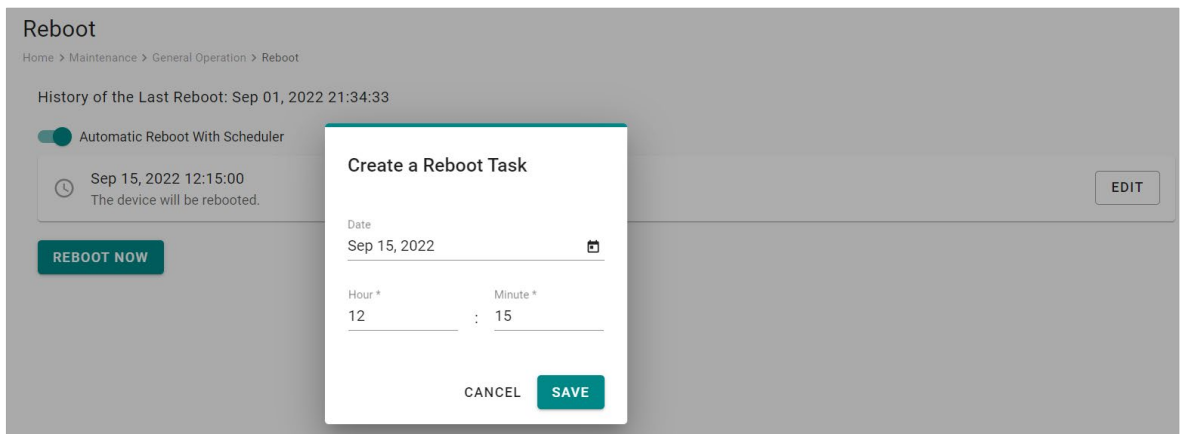 Reboot
Home > Maintenance > General Operation > Reboot
History of the Last Reboot: Sep 01, 2022 21:34:33
Automatic Reboot With Scheduler
Sep 15, 2022 12:15:00
The device will be rebooted.
EDIT
REBOOT NOW
Create a Reboot Task
Date
Sep 15, 2022
Hour * Minute *
12 : 15
CANCEL SAVE